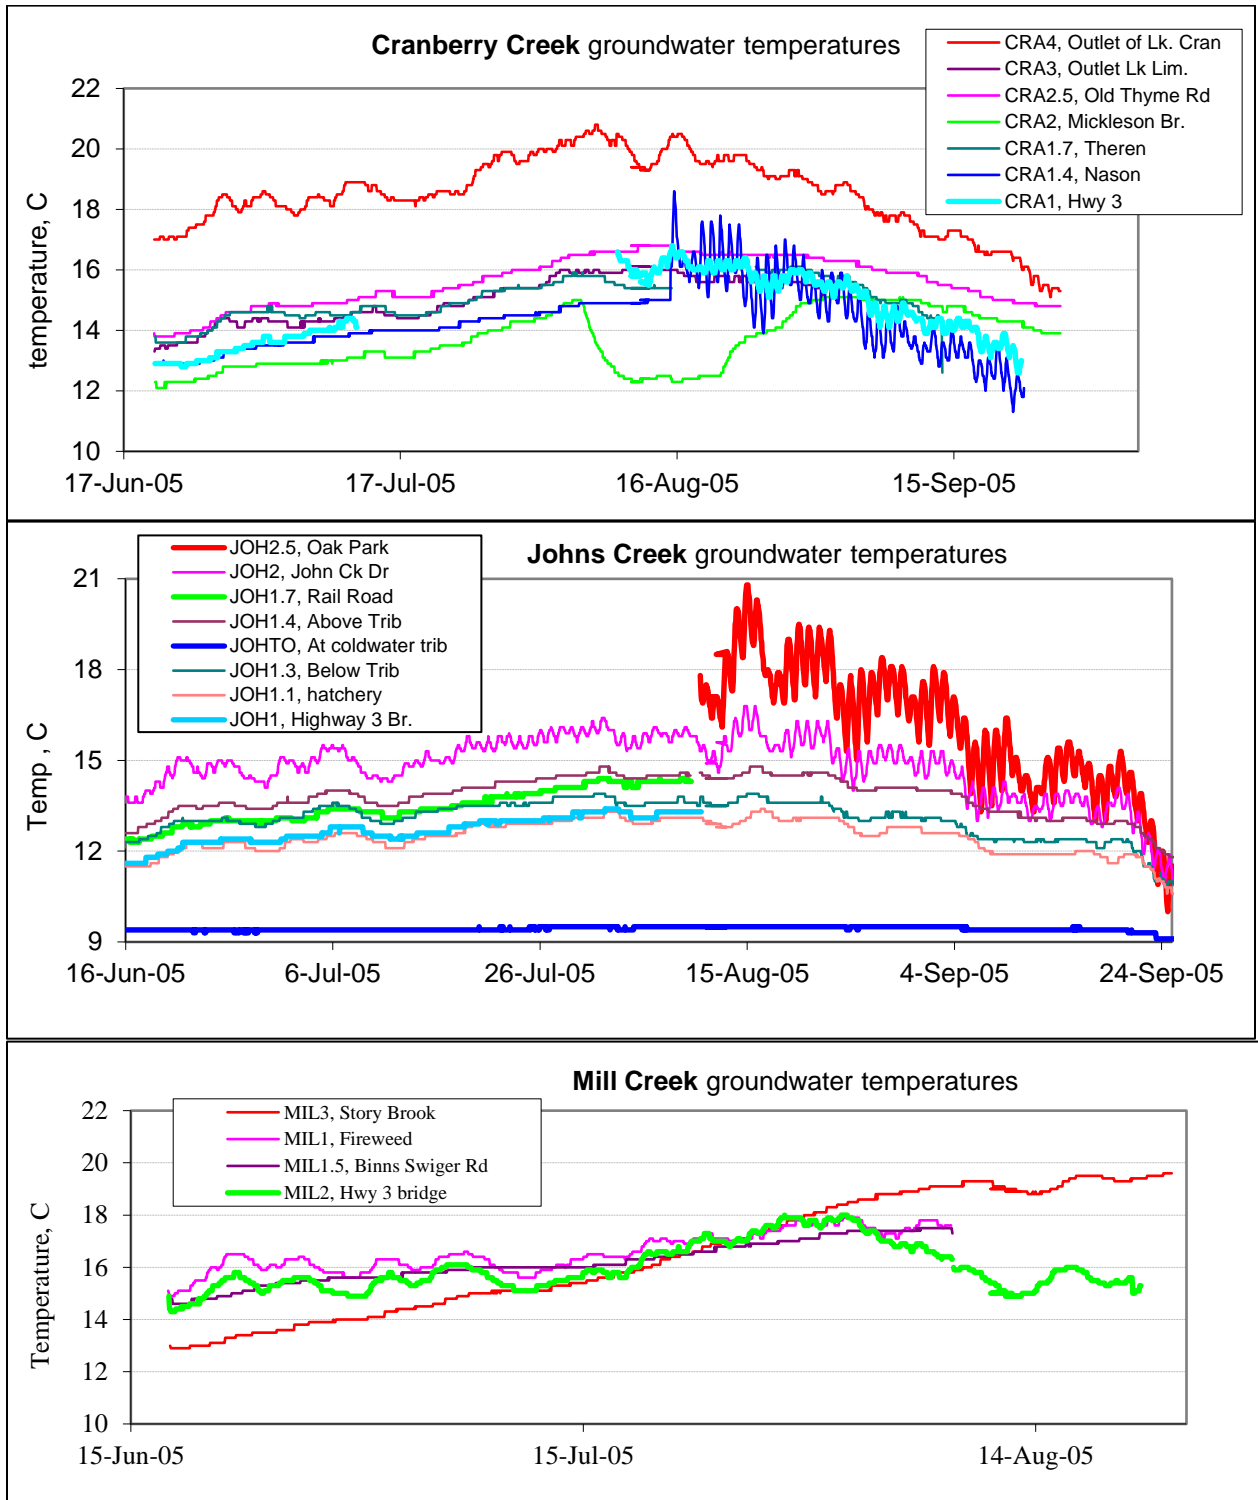 Cranberry Creek groundwater temperatures
CRA4, Outlet of Lk. Cran
CRA3, Outlet Lk Lim.
CRA2.5, Old Thyme Rd
CRA2, Mickleson Br.
CRA1.7, Theren
CRA1.4, Nason
CRA1, Hwy 3
temperature, C
22
20
18
16
14
12
10
17-Jun-05 17-Jul-05 16-Aug-05 15-Sep-05
Johns Creek groundwater temperatures
JOH2.5, Oak Park
JOH2, John Ck Dr
JOH1.7, Rail Road
JOH1.4, Above Trib
JOHTO, At coldwater trib
JOH1.3, Below Trib
JOH1.1, hatchery
JOH1, Highway 3 Br.
Temp , C
21
18
15
12
9
16-Jun-05 6-Jul-05 26-Jul-05 15-Aug-05 4-Sep-05 24-Sep-05
Mill Creek groundwater temperatures
MIL3, Story Brook
MIL1, Fireweed
MIL1.5, Binns Swiger Rd
MIL2, Hwy 3 bridge
Temperature, C
22
20
18
16
14
12
10
15-Jun-05 15-Jul-05 14-Aug-05